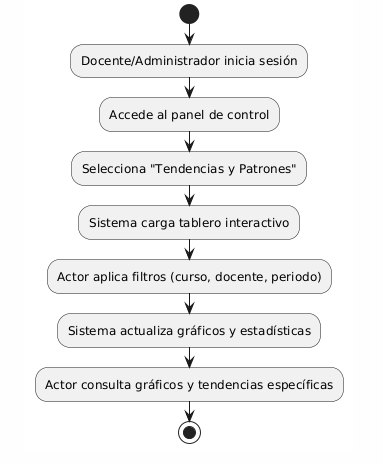 Docente/Administrador inicia sesión
Accede al panel de control
Selecciona "Tendencias y Patrones"
Sistema carga tablero interactivo
Actor aplica filtros (curso, docente, periodo)
Sistema actualiza gráficos y estadísticas
Actor consulta gráficos y tendencias específicas